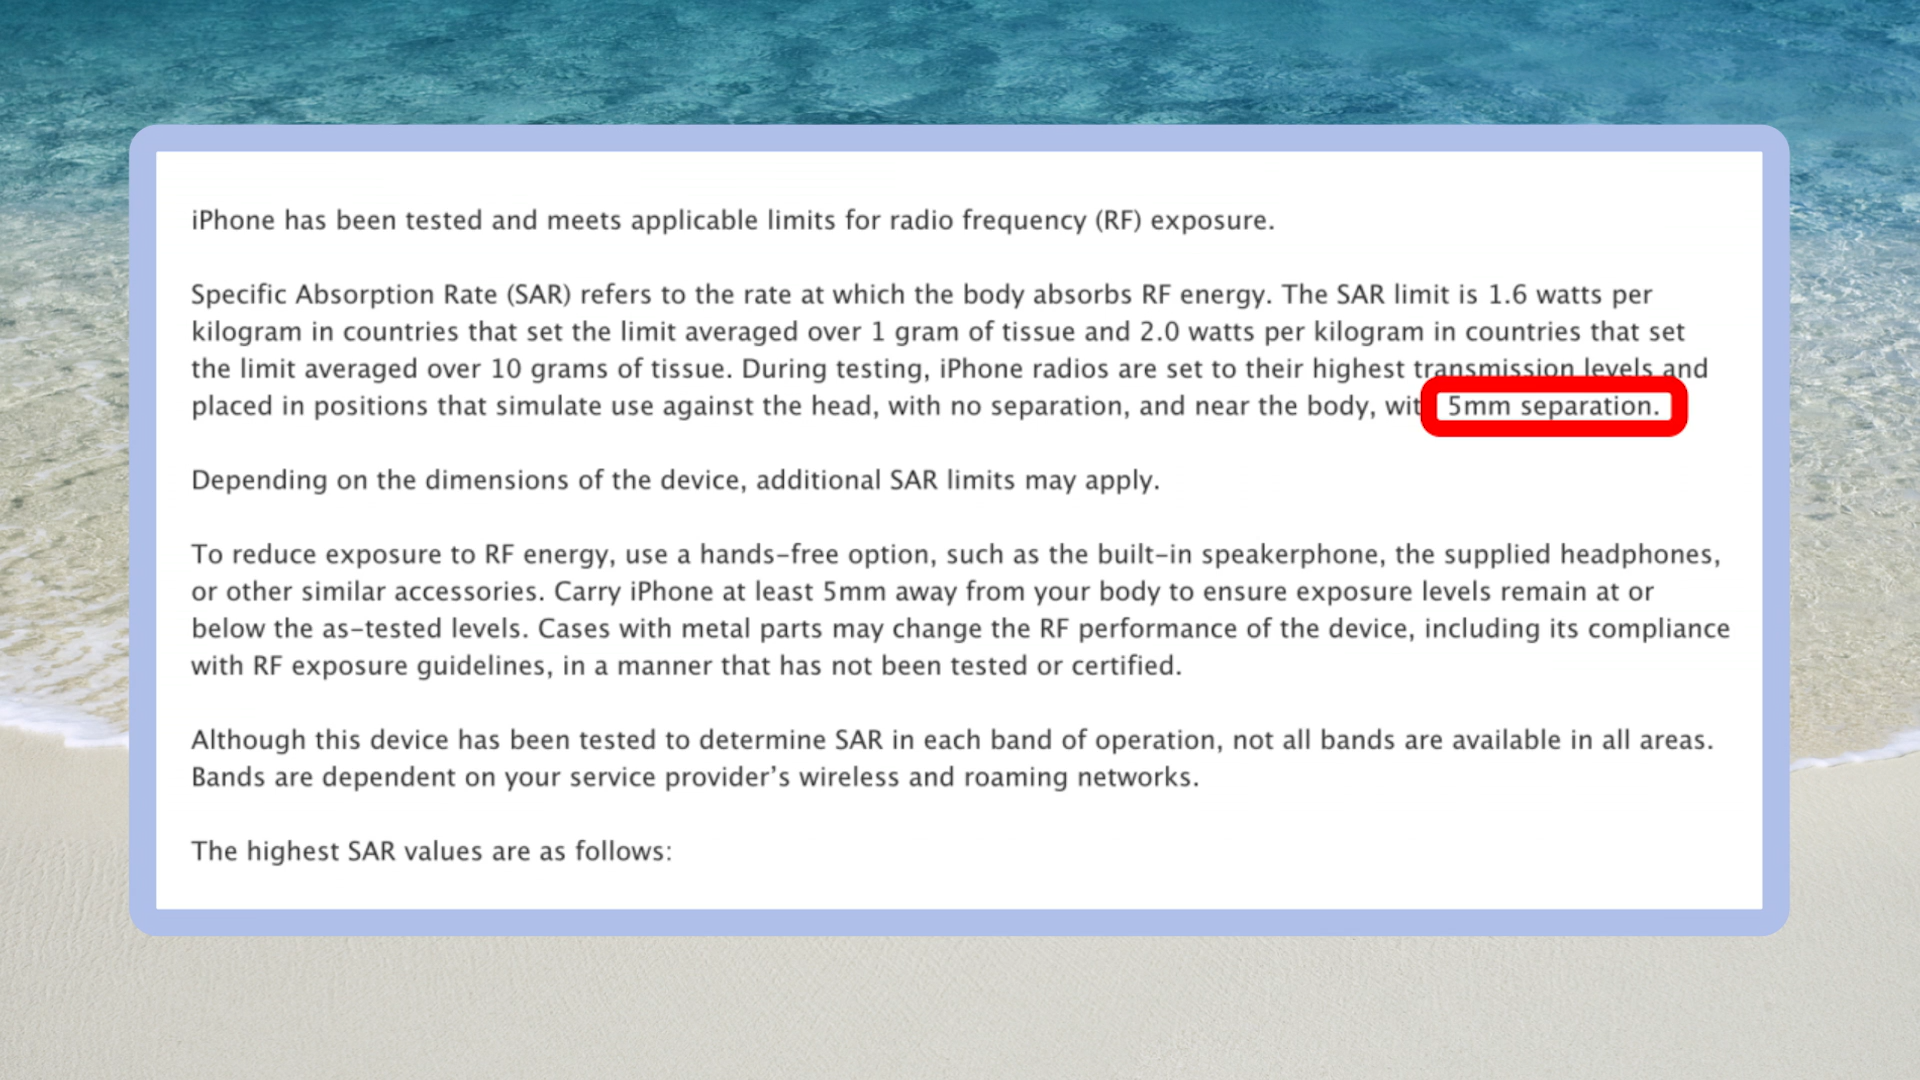 iPhone has been tested and meets applicable limits for radio frequency (RF) exposure.
Specific Absorption Rate (SAR) refers to the rate at which the body absorbs RF energy. The SAR limit is 1.6 watts per
kilogram in countries that set the limit averaged over 1 gram of tissue and 2.0 watts per kilogram in countries that set
the limit averaged over 10 grams of tissue. During testing, iPhone radios are set to their highest transmission levels and
placed in positions that simulate use against the head, with no separation, and near the body, wit 5mm separation.
Depending on the dimensions of the device, additional SAR limits may apply.
To reduce exposure to RF energy, use a hands-free option, such as the built-in speakerphone, the supplied headphones,
or other similar accessories. Carry iPhone at least 5mm away from your body to ensure exposure levels remain at or
below the as-tested levels. Cases with metal parts may change the RF performance of the device, including its compliance
with RF exposure guidelines, in a manner that has not been tested or certified.
Although this device has been tested to determine SAR in each band of operation, not all bands are available in all areas.
Bands are dependent on your service provider’s wireless and roaming networks.
The highest SAR values are as follows: